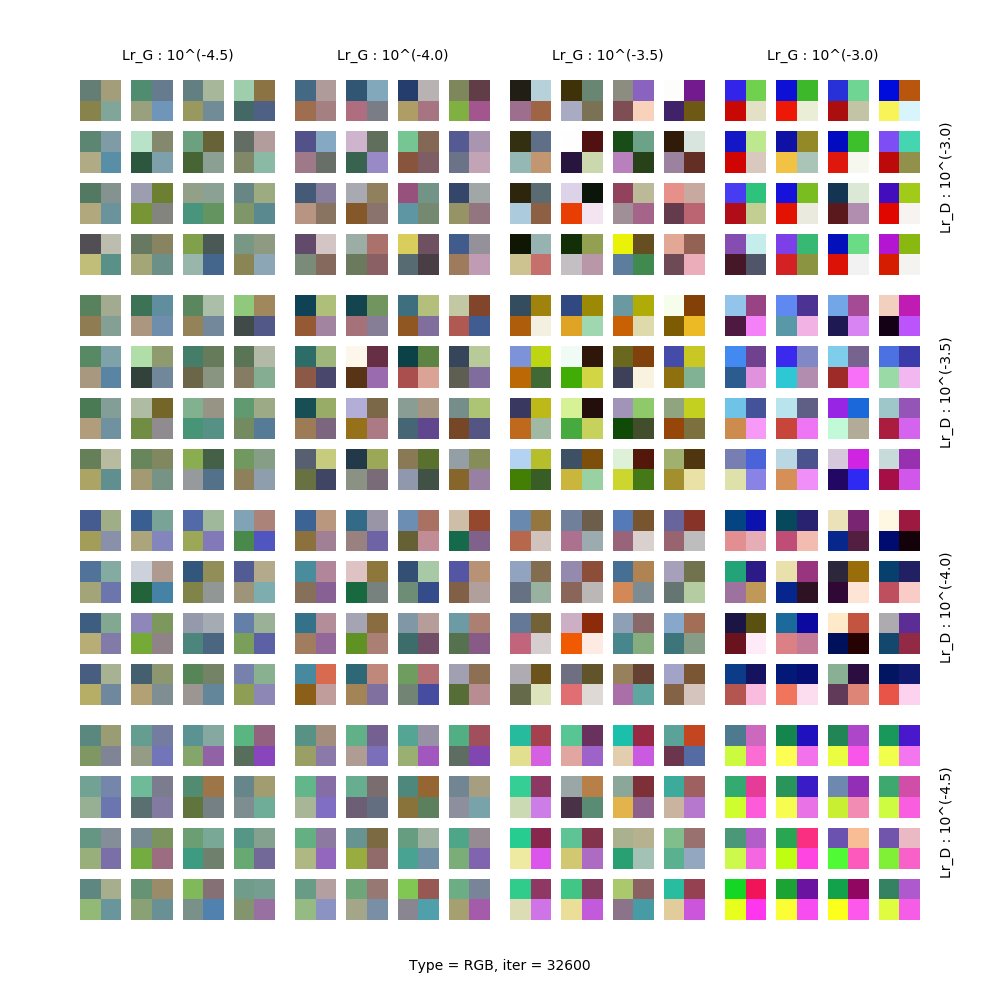 Lr_G : 10^(-4.5)
Lr_G : 10^(-4.0)
Lr_G : 10^(-3.5)
Lr_G : 10^(-3.0)
Lr_D : 10^(-3.0)
Lr_D : 10^(-3.5)
Lr_D : 10^(-4.0)
Lr_D : 10^(-4.5)
Type = RGB, iter = 32600